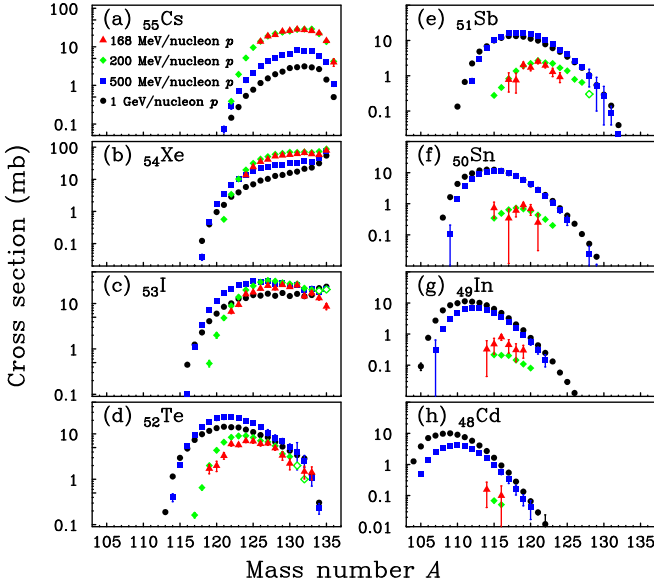 (a) 55Cs
168 MeV/nucleon p
200 MeV/nucleon p
500 MeV/nucleon p
1 GeV/nucleon p
100
10
1
0.1
(b) 54Xe
100
10
1
0.1
(c) 53I
10
1
0.1
(d) 52Te
10
1
0.1
105 110 115 120 125 130 135
(e) 51Sb
10
1
0.1
(f) 50Sn
10
1
0.1
(g) 49In
10
1
0.1
(h) 48Cd
10
1
0.1
0.01
105 110 115 120 125 130 135
Cross section (mb)
Mass number A